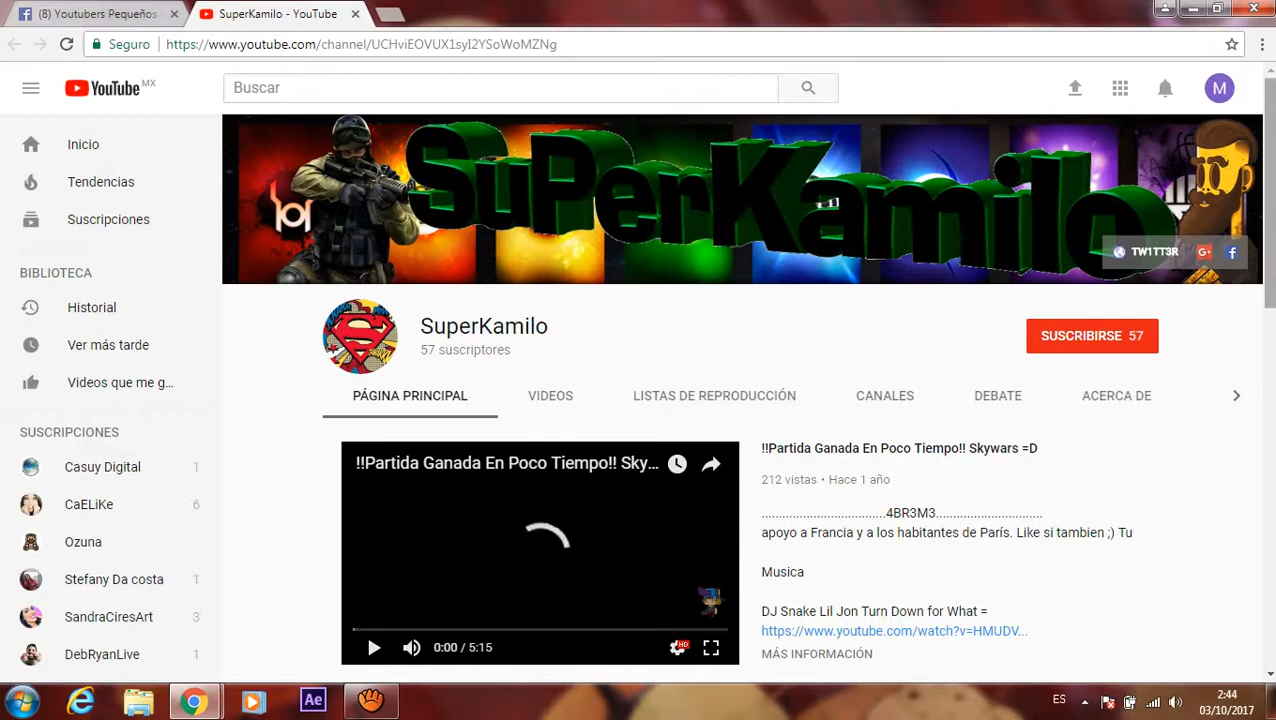 (8) Youtubers Pequeños
SuperKamilo - YouTube
Seguro
https://www.youtube.com/channel/UCHviEOVUX1syI2YSoWoMZNg
YouTube MX
Buscar
M
Inicio
Tendencias
Suscripciones
BIBLIOTECA
Historial
Ver más tarde
Videos que me g...
SUSCRIPCIONES
Casuy Digital 1
CaELiKe 6
Ozuna
Stefany Da costa 1
SandraCiresArt 3
DebRyanLive 1
SuPerKamilo
TW1TT3R
SuperKamilo
57 suscriptores
SUSCRIBIRSE 57
PÁGINA PRINCIPAL VIDEOS LISTAS DE REPRODUCCIÓN CANALES DEBATE ACERCA DE
!!Partida Ganada En Poco Tiempo!! Sky...
0:00 / 5:15
HD
!!Partida Ganada En Poco Tiempo!! Skywars =D
212 vistas • Hace 1 año
..................................4BR3M3..............................
apoyo a Francia y a los habitantes de París. Like si tambien ;) Tu
Musica
DJ Snake Lil Jon Turn Down for What =
https://www.youtube.com/watch?v=HMUDV...
MÁS INFORMACIÓN
Ae
ES
2:44
03/10/2017